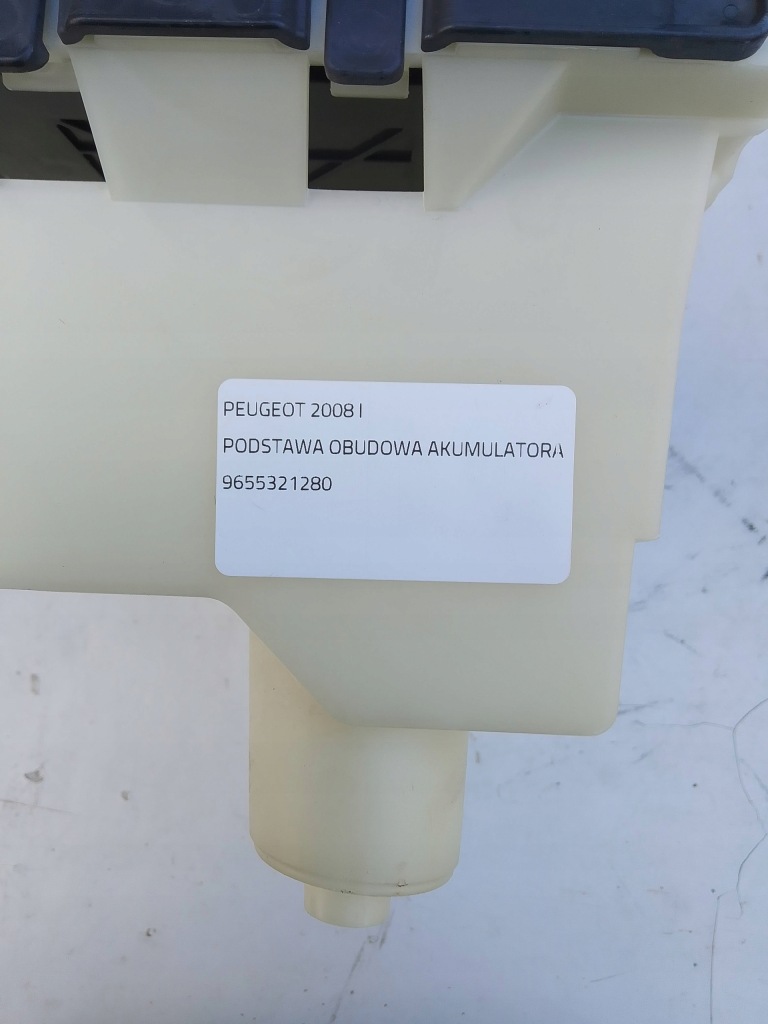 PEUGEOT 2008 I
PODSTAWA OBUDOWA AKUMULATORA
9655321280